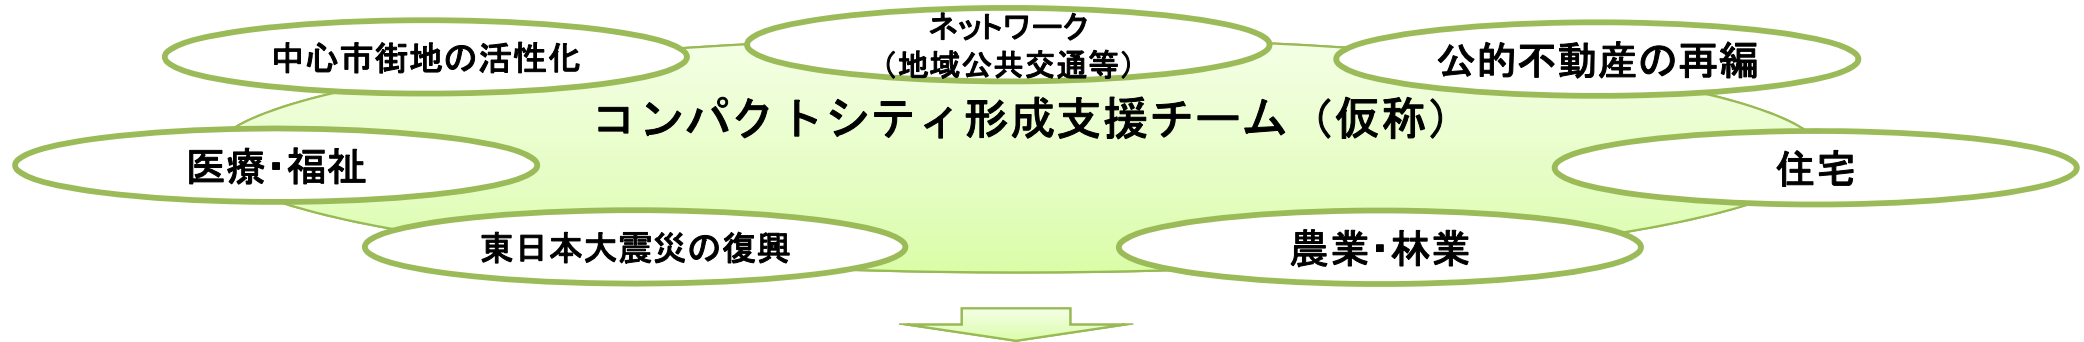 中心市街地の活性化
ネットワーク
（地域公共交通等）
公的不動産の再編
コンパクトシティ形成支援チーム（仮称）
医療・福祉
住宅
東日本大震災の復興
農業・林業